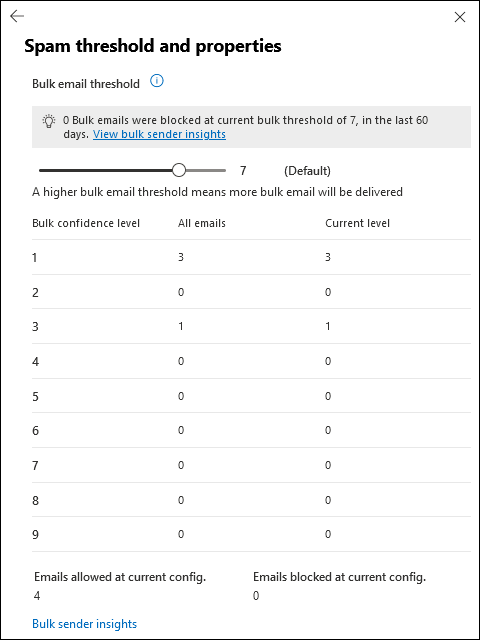 Spam threshold and properties
Bulk email threshold
0 Bulk emails were blocked at current bulk threshold of 7, in the last 60
days. View bulk sender insights
7 (Default)
A higher bulk email threshold means more bulk email will be delivered
Bulk confidence level All emails Current level
1 3 3
2 0 0
3 1 1
4 0 0
5 0 0
6 0 0
7 0 0
8 0 0
9 0 0
Emails allowed at current config. Emails blocked at current config.
4 0
Bulk sender insights